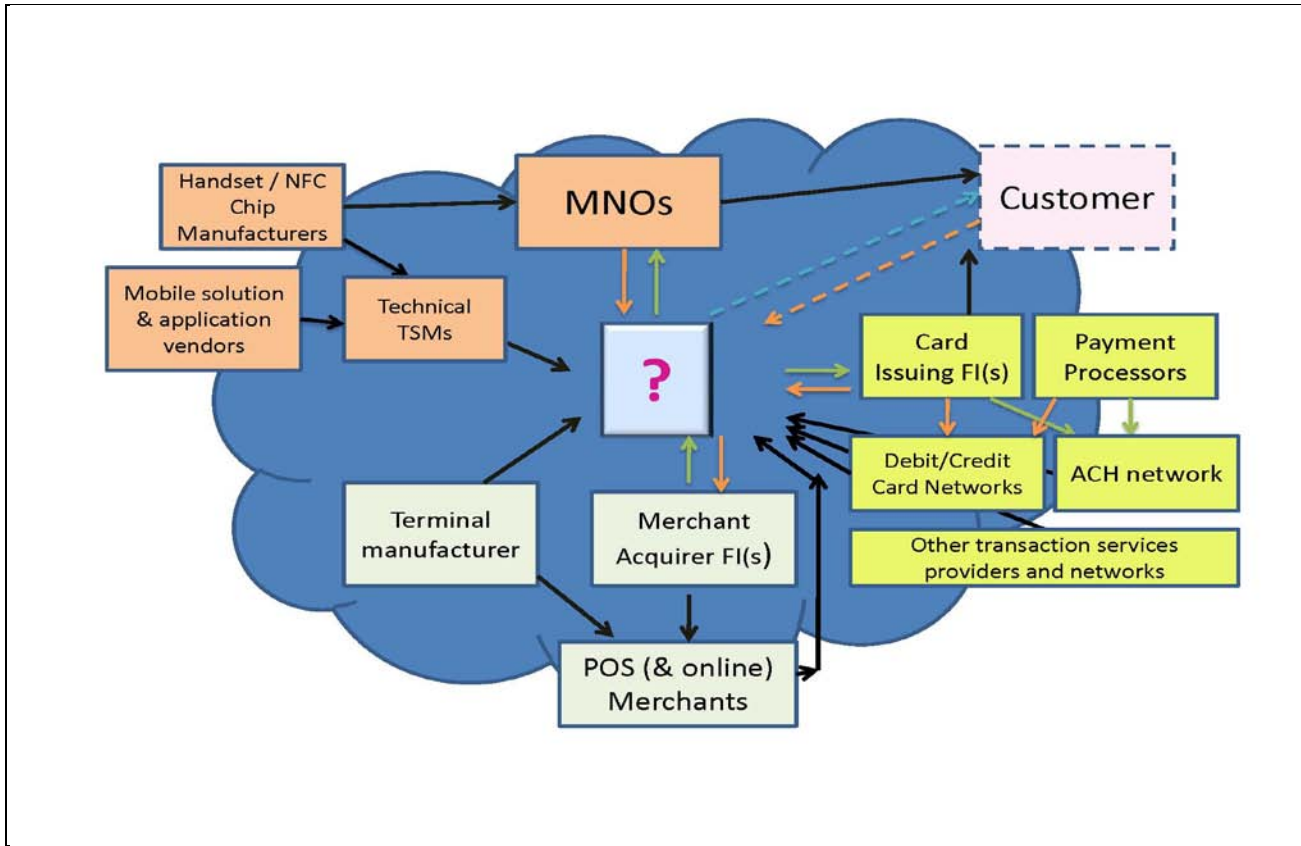 Handset / NFC
Chip
Manufacturers
MNOs
Customer
Mobile solution
& application
vendors
Technical
TSMs
?
Card
Issuing FI(s)
Payment
Processors
Debit/Credit
Card Networks
ACH network
Terminal
manufacturer
Merchant
Acquirer FI(s)
Other transaction services
providers and networks
POS (& online)
Merchants